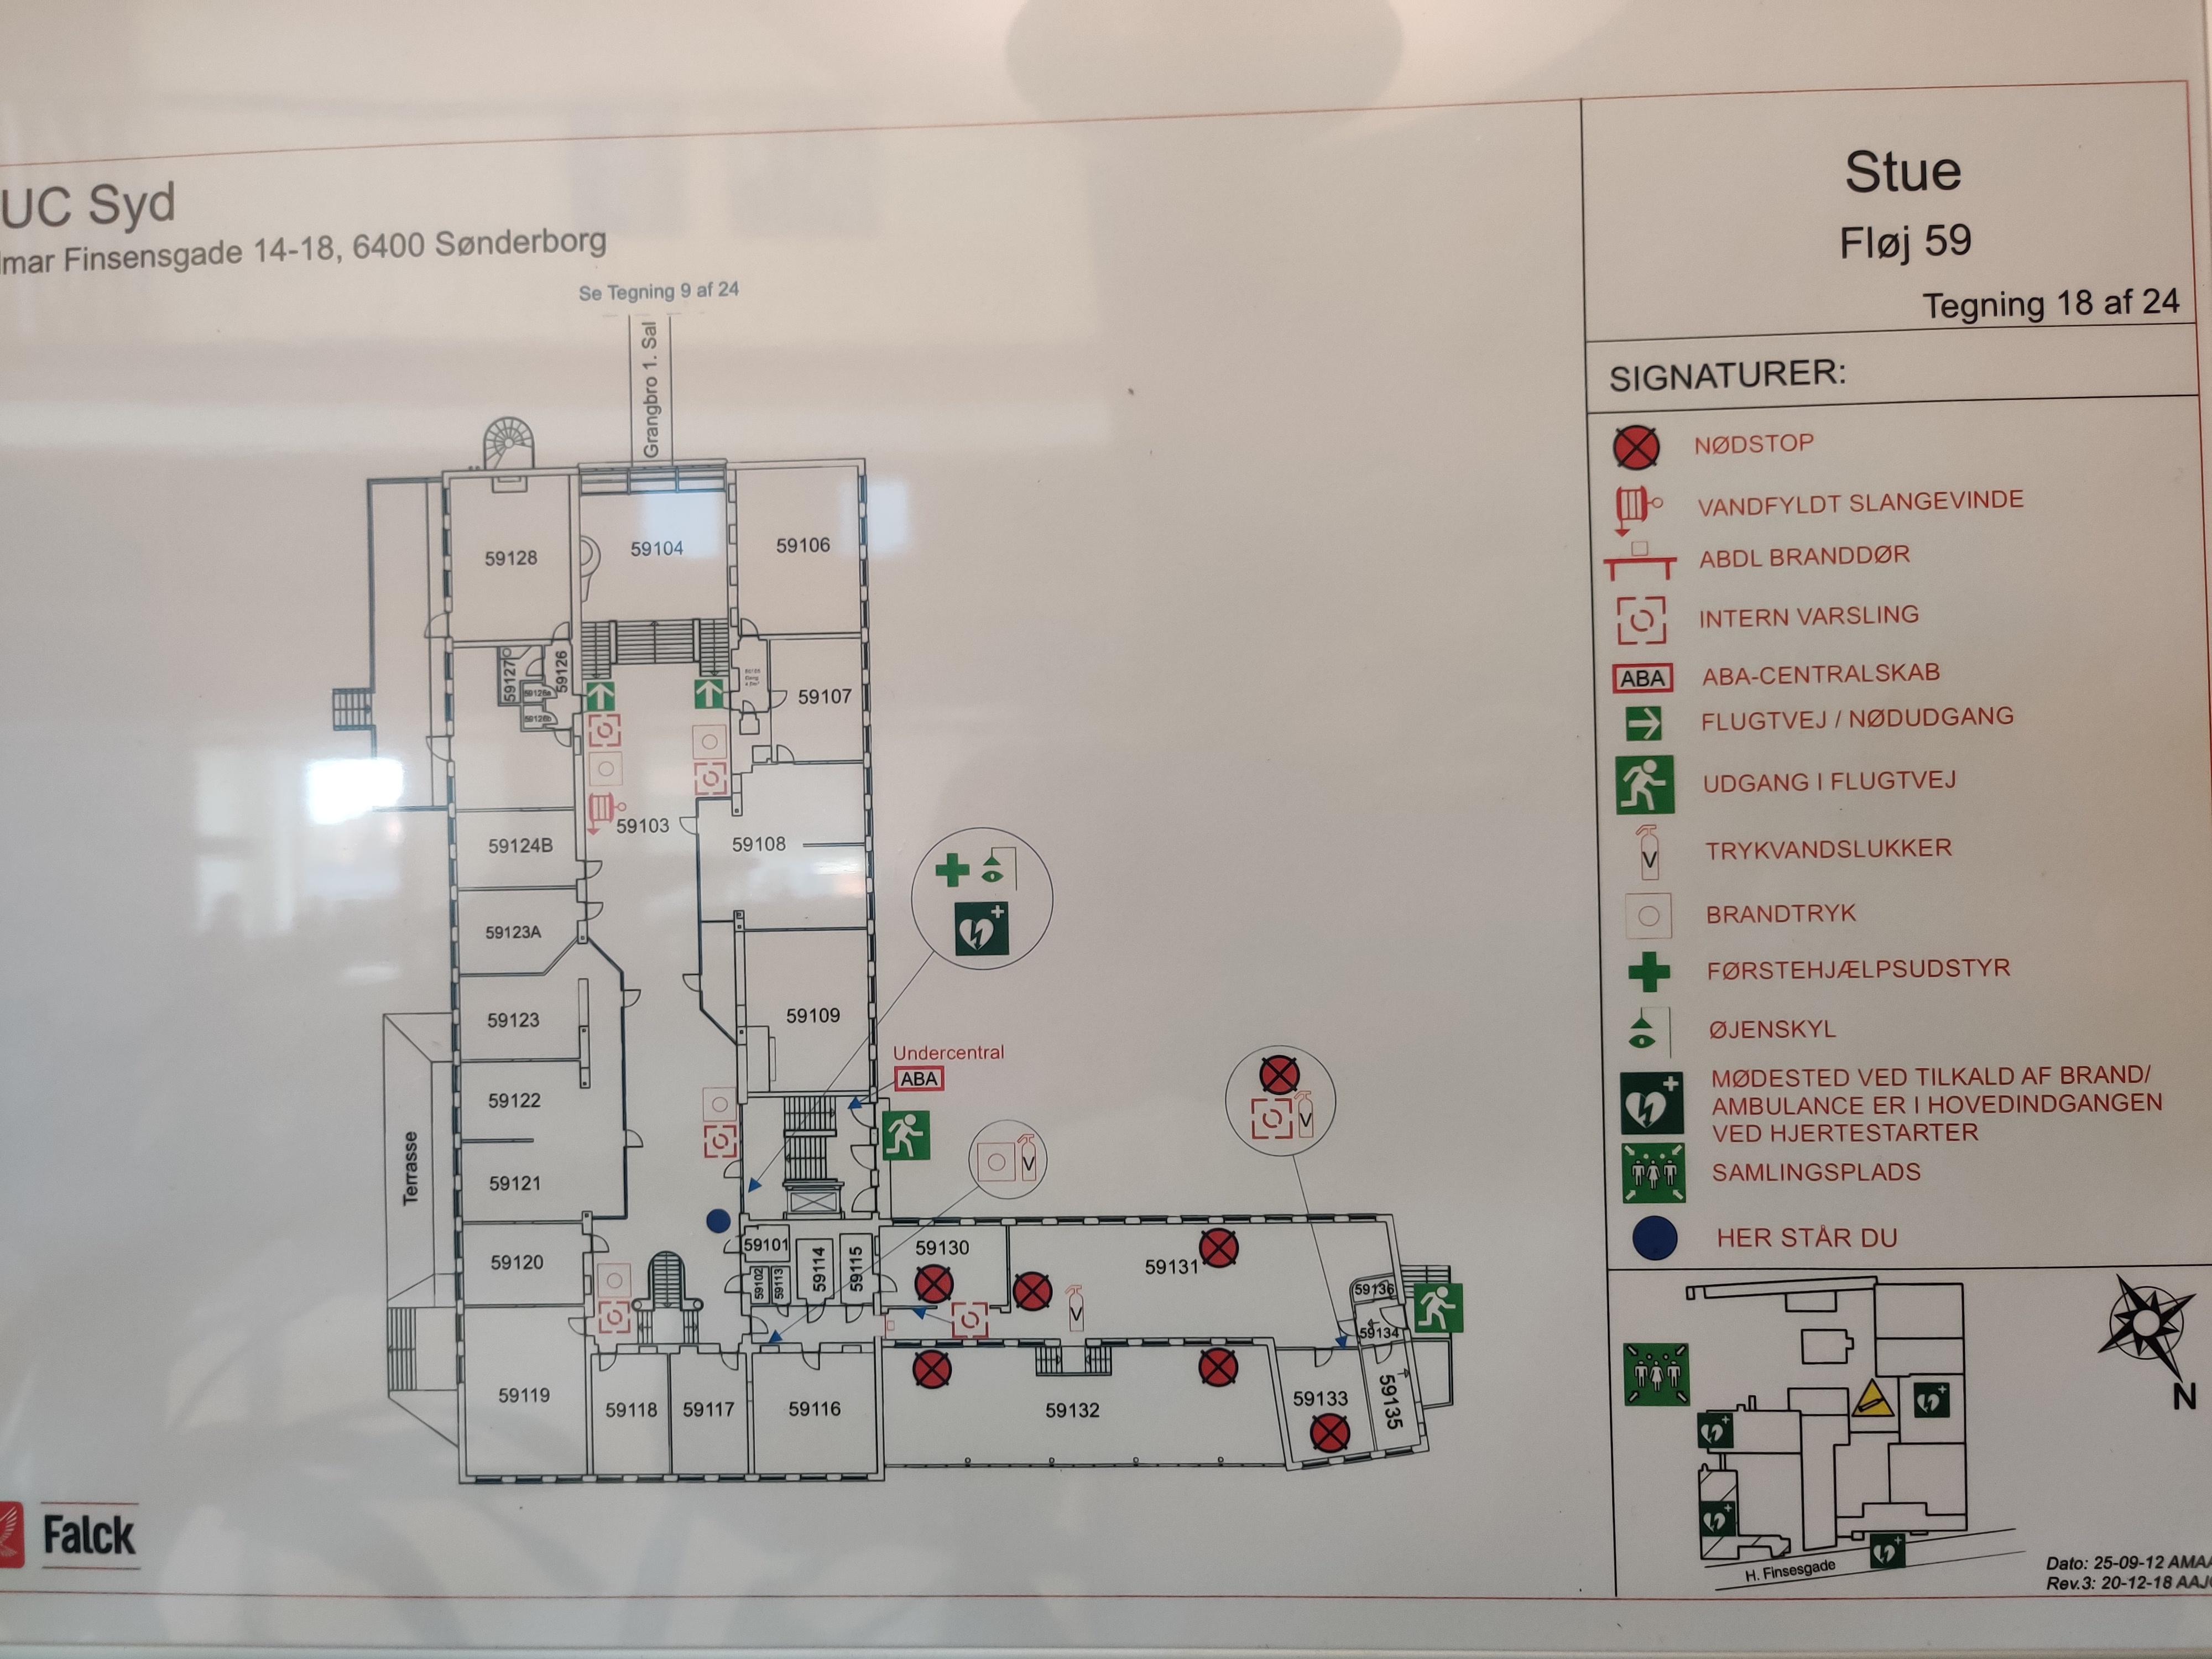 UC Syd
lmar Finsensgade 14-18, 6400 Sønderborg
Se Tegning 9 af 24
Grangbro 1. Sal
59128
59104
59106
59127
59126
59126a
59126b
59107
59103
59124B
59108
59123A
59123
59109
Undercentral
ABA
59122
59121
Terrasse
59120
59101
59102
59113
59114
59115
59130
59131
V
V
V
59136
59134
59119
59118
59117
59116
59132
59133
59135
Falck
Stue
Fløj 59
Tegning 18 af 24
SIGNATURER:
NØDSTOP
VANDFYLDT SLANGEVINDE
ABDL BRANDDØR
INTERN VARSLING
ABA
ABA-CENTRALSKAB
FLUGTVEJ / NØDUDGANG
UDGANG I FLUGTVEJ
V
TRYKVANDSLUKKER
BRANDTRYK
FØRSTEHJÆLPSUDSTYR
ØJENSKYL
MØDESTED VED TILKALD AF BRAND/
AMBULANCE ER I HOVEDINDGANGEN
VED HJERTESTARTER
SAMLINGSPLADS
HER STÅR DU
N
H. Finsesgade
Dato: 25-09-12 AMAA
Rev.3: 20-12-18 AAJ